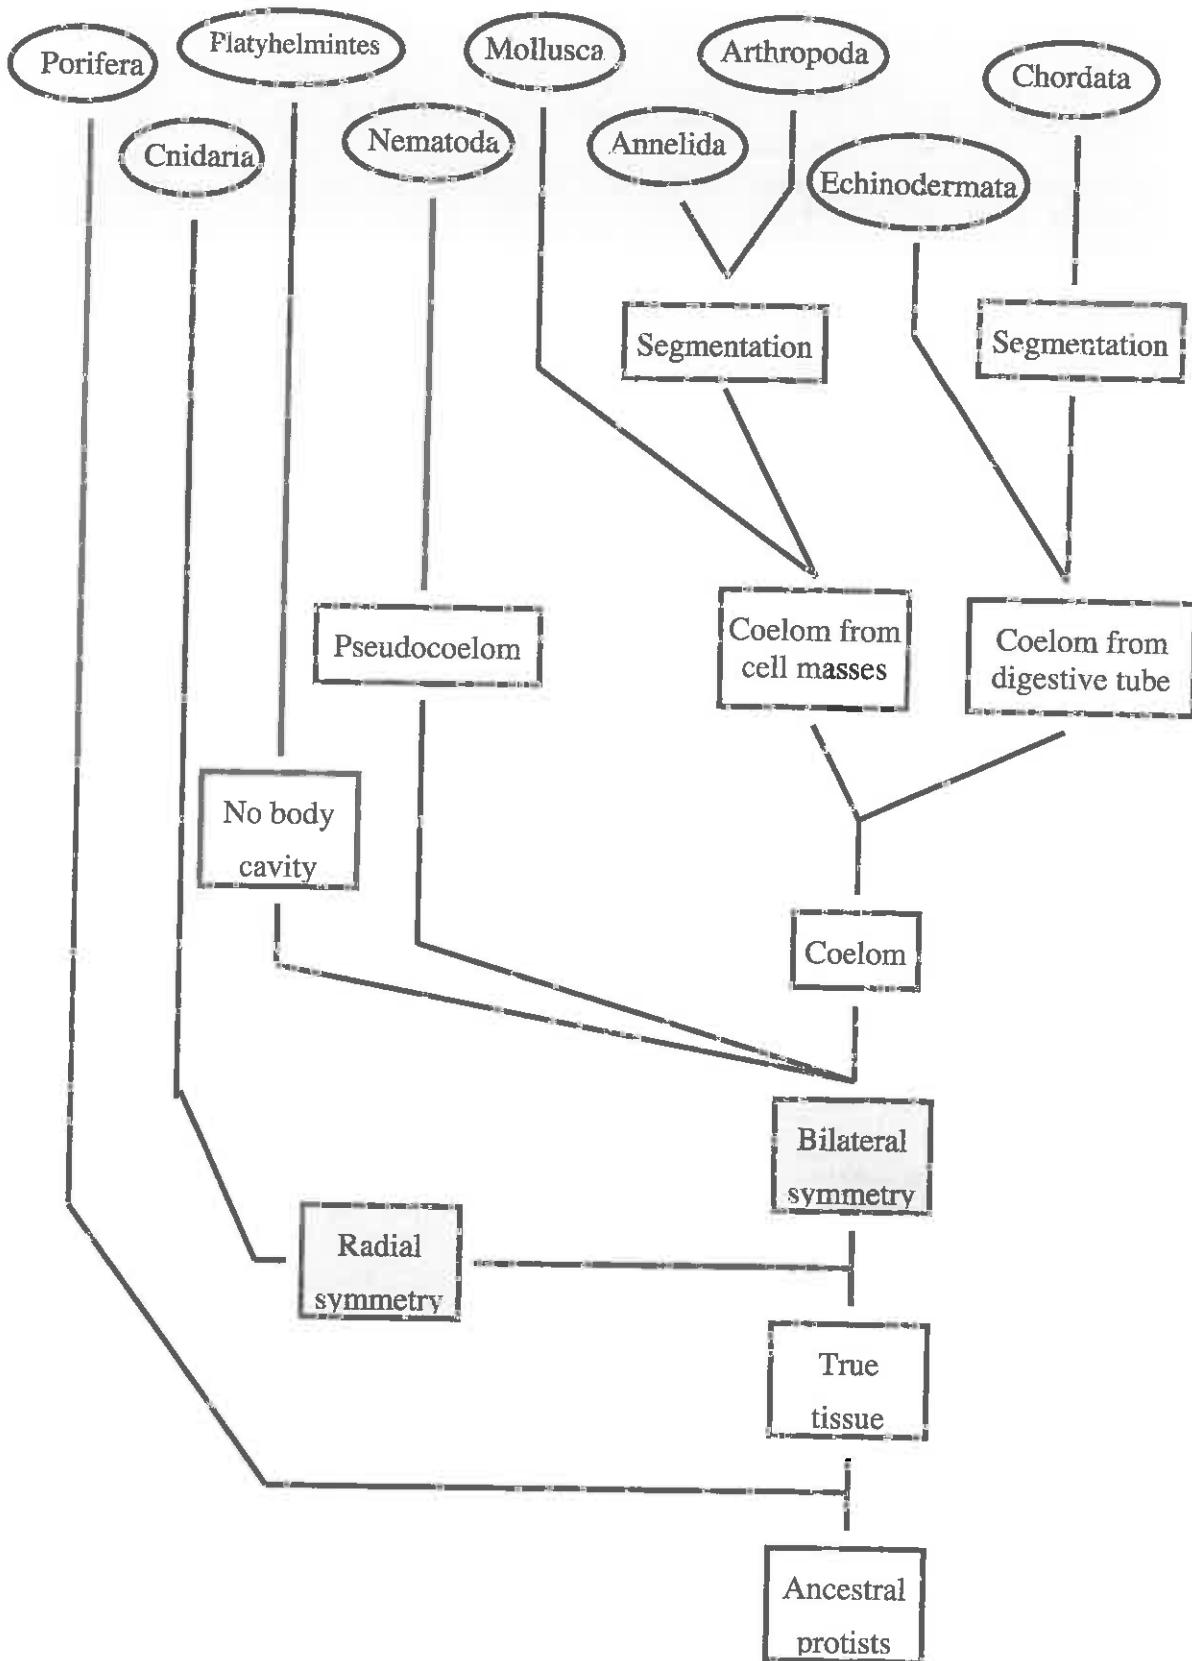 Porifera
Platyhelmintes
Mollusca
Arthropoda
Chordata
Cnidaria
Nematoda
Annelida
Echinodermata
Segmentation
Segmentation
Pseudocoelom
Coelom from
cell masses
Coelom from
digestive tube
No body
cavity
Coelom
Bilateral
symmetry
Radial
symmetry
True
tissue
Ancestral
protists